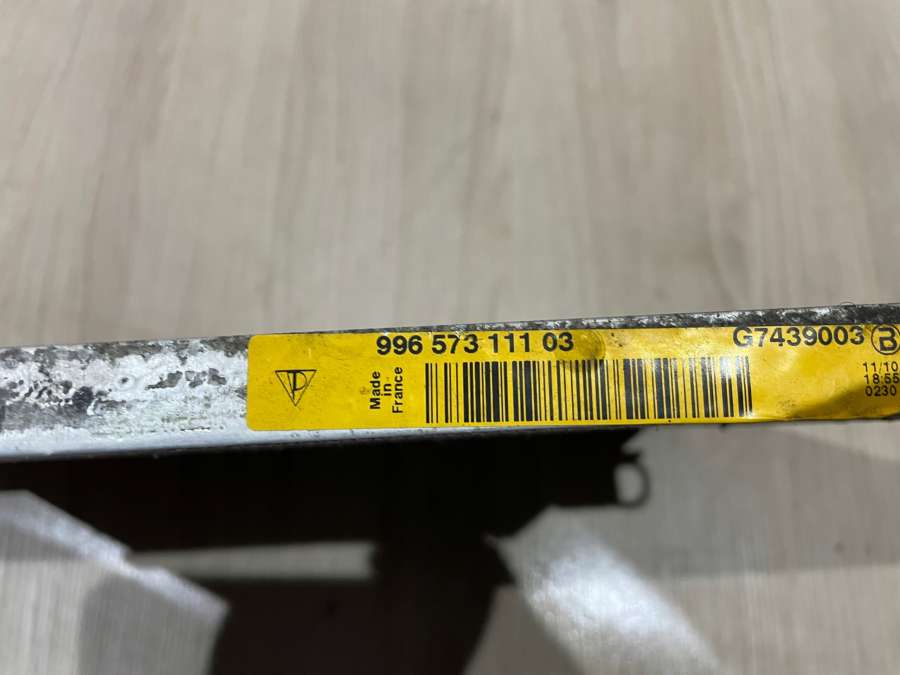 996 573 111 03
G7439003 B
Made
in
France
11/10
18:55
0230